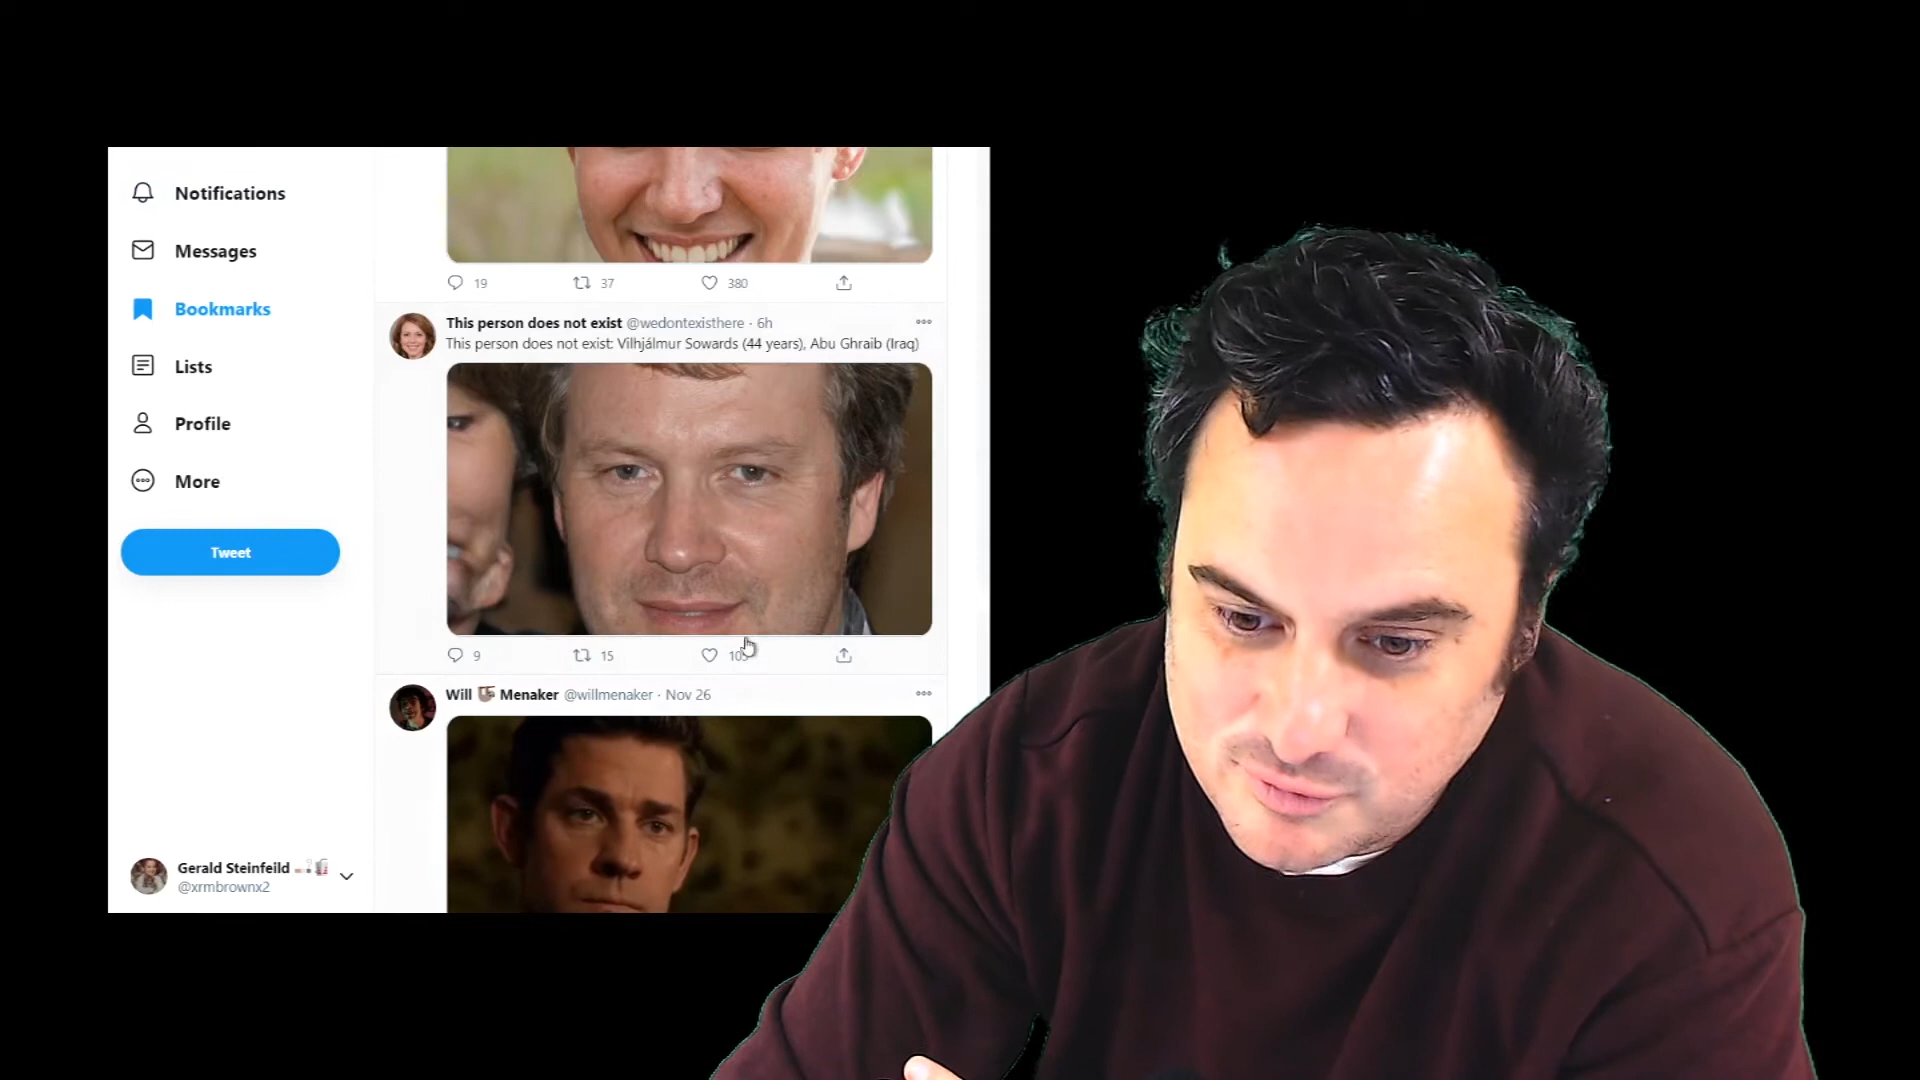 Notifications
Messages
Bookmarks
Lists
Profile
More
Tweet
Gerald Steinfeild
@xrmbrownx2
19 37 380
This person does not exist @wedontexisthere · 6h
This person does not exist: Vilhjálmur Sowards (44 years), Abu Ghraib (Iraq)
9 15
Will Menaker @willmenaker · Nov 26